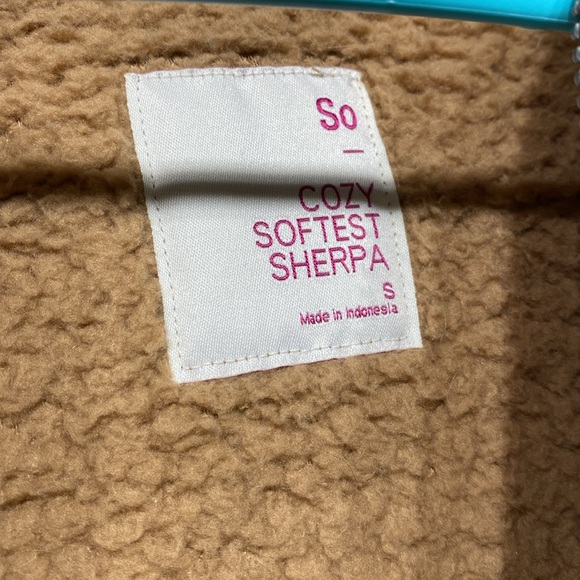 So
COZY
SOFTEST
SHERPA
S
Made in Indonesia